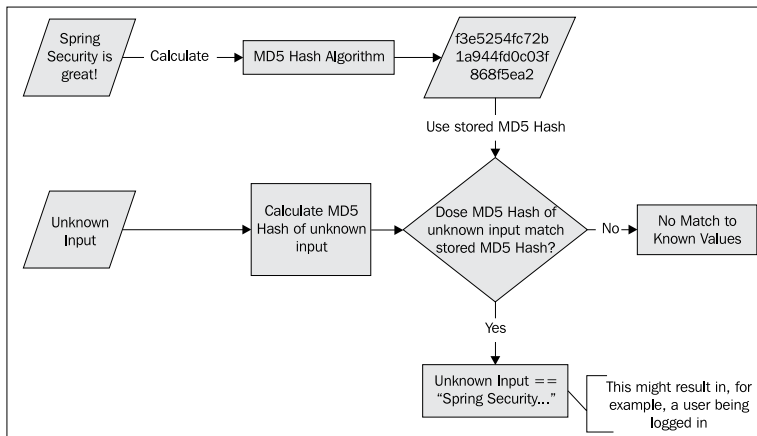 Spring
Security is
great!
Calculate
MD5 Hash Algorithm
f3e5254fc72b
1a944fd0c03f
868f5ea2
Use stored MD5 Hash
Unknown
Input
Calculate MD5
Hash of unknown
input
Dose MD5 Hash of
unknown input match
stored MD5 Hash?
No
No Match to
Known Values
Yes
Unknown Input ==
“Spring Security...”
This might result in, for
example, a user being
logged in